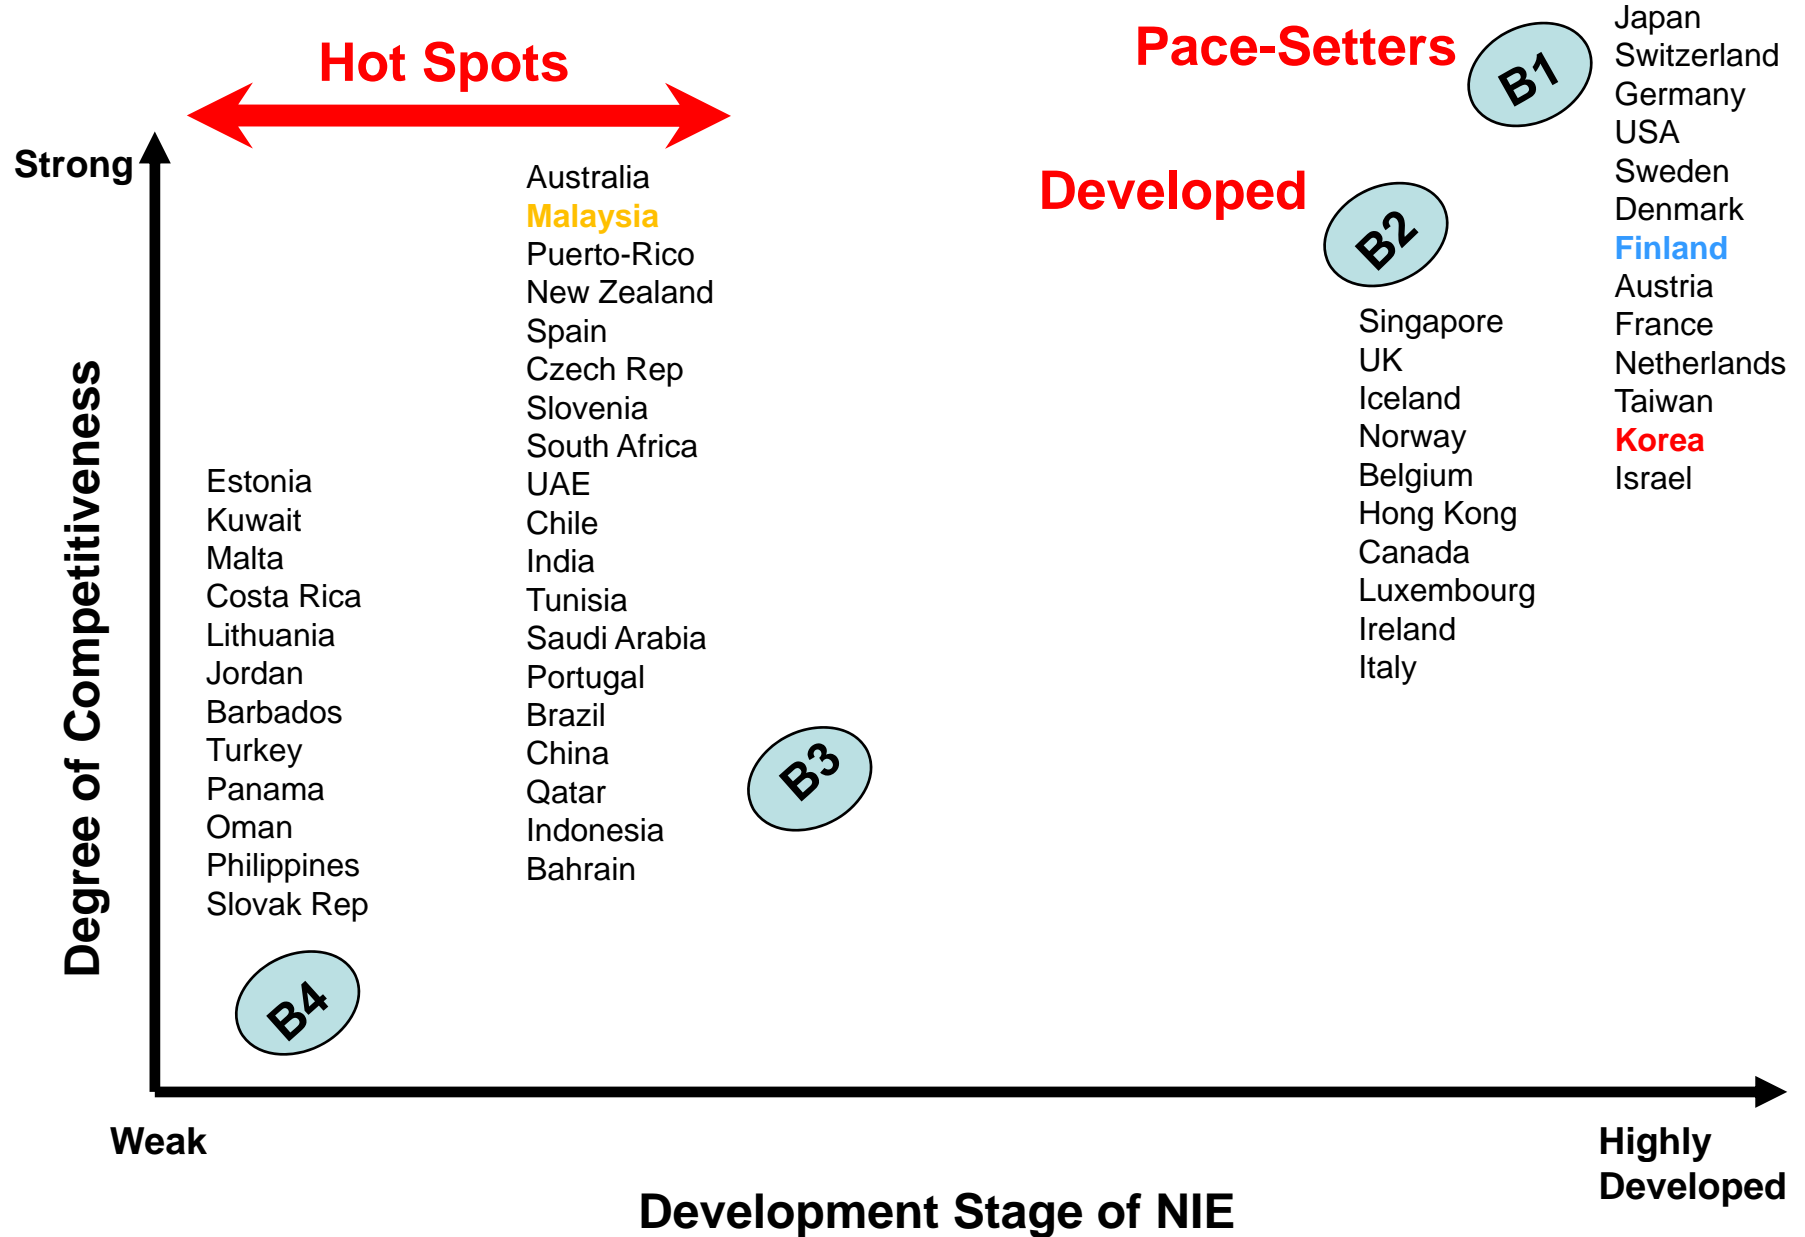 Hot Spots
Pace-Setters
B1
Japan
Switzerland
Germany
USA
Sweden
Denmark
Finland
Austria
France
Netherlands
Taiwan
Korea
Israel
Developed
B2
Singapore
UK
Iceland
Norway
Belgium
Hong Kong
Canada
Luxembourg
Ireland
Italy
Strong
Degree of Competitiveness
Australia
Malaysia
Puerto-Rico
New Zealand
Spain
Czech Rep
Slovenia
South Africa
UAE
Chile
India
Tunisia
Saudi Arabia
Portugal
Brazil
China
Qatar
Indonesia
Bahrain
B3
Estonia
Kuwait
Malta
Costa Rica
Lithuania
Jordan
Barbados
Turkey
Panama
Oman
Philippines
Slovak Rep
B4
Weak
Highly
Developed
Development Stage of NIE